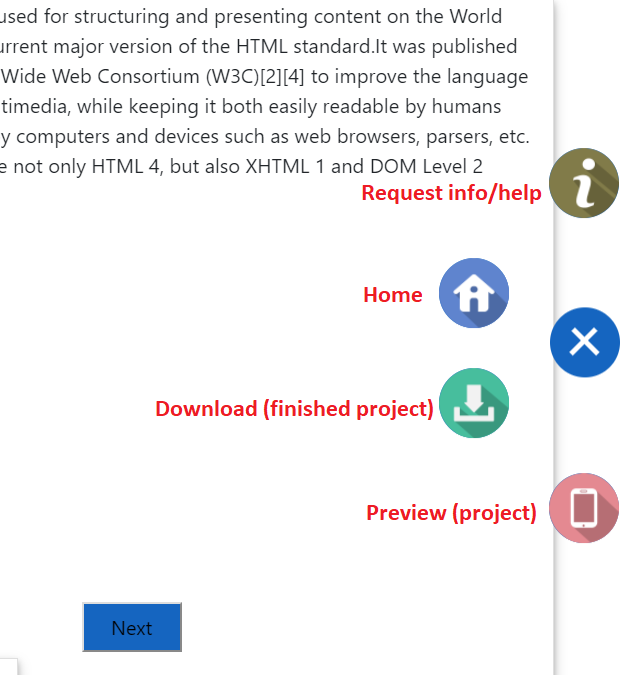 used for structuring and presenting content on the World
urrent major version of the HTML standard.It was published
Wide Web Consortium (W3C)[2][4] to improve the language
timedia, while keeping it both easily readable by humans
y computers and devices such as web browsers, parsers, etc.
e not only HTML 4, but also XHTML 1 and DOM Level 2
Request info/help
Home
Download (finished project)
Preview (project)
Next